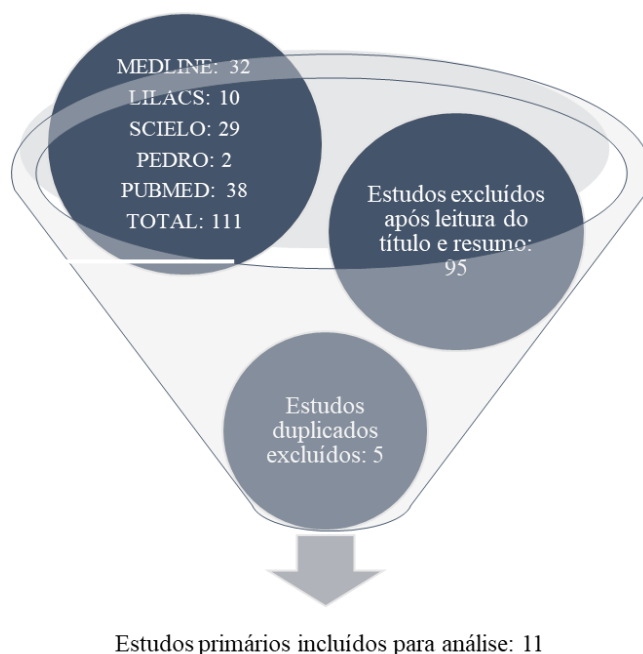 MEDLINE: 32
LILACS: 10
SCIELO: 29
PEDRO: 2
PUBMED: 38
TOTAL: 111
Estudos excluídos
após leitura do
título e resumo:
95
Estudos
duplicados
excluídos: 5
Estudos primários incluídos para análise: 11